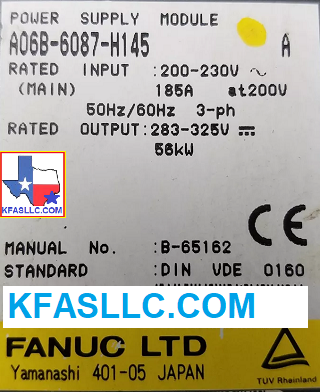 POWER SUPPLY MODULE
A06B-6087-H145 A
RATED INPUT :200-230V ~
(MAIN) 185A at200V
50Hz/60Hz 3-ph
RATED OUTPUT:283-325V ⎓
56kW
KFASLLC.COM
CE
MANUAL No. :B-65162
STANDARD :DIN VDE 0160
KFASLLC.COM
FANUC LTD
Yamanashi 401-05 JAPAN
TUV Rheinland